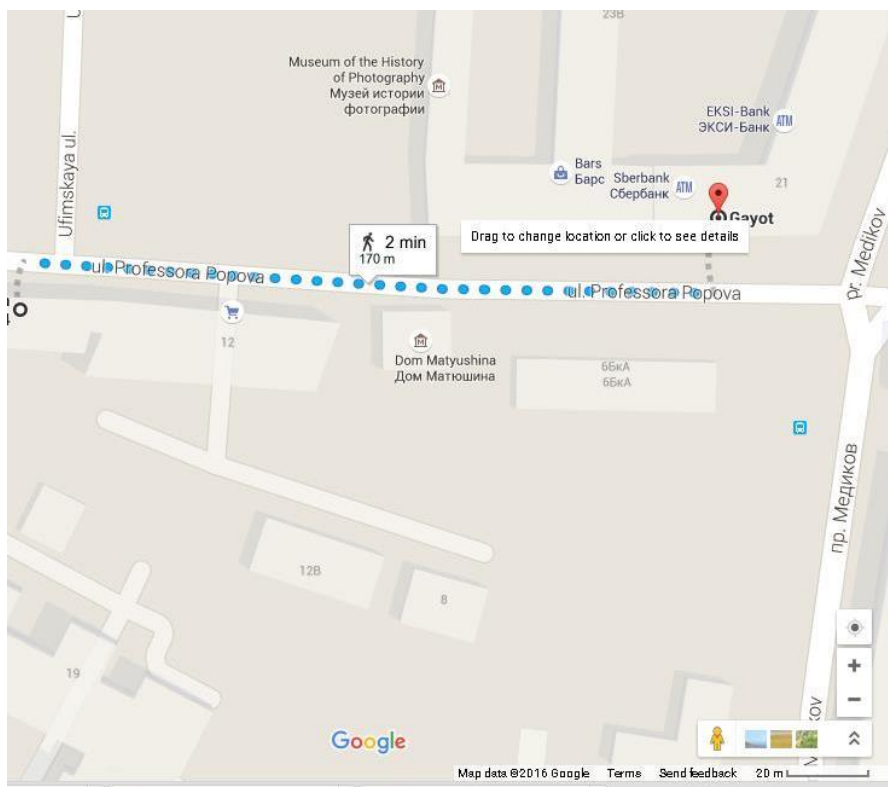 23B
Museum of the History
of Photography
Музей истории
фотографии
EKSI-Bank
ЭКСИ-Банк
ATM
Bars
Барс
Sberbank
Сбербанк
ATM
21
Ufimskaya ul.
Gayot
Drag to change location or click to see details
2 min
170 m
ul. Professora Popova
ul. Professora Popova
pr. Medikov
12
Dom Matyushina
Дом Матюшина
6БкА
6БкА
пр. Медиков
12B
8
19
Google
Map data ©2016 Google Terms Send feedback 20 m